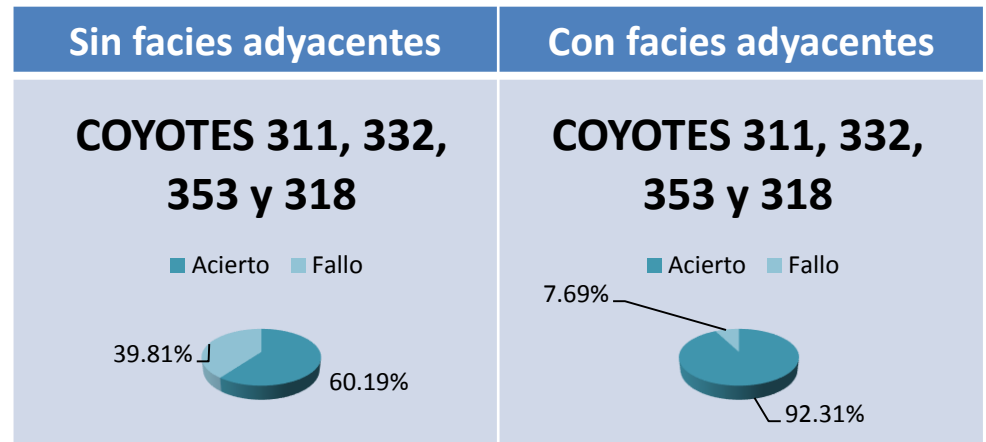 Sin facies adyacentes
Con facies adyacentes
COYOTES 311, 332,
353 y 318
Acierto Fallo
39.81%
60.19%
COYOTES 311, 332,
353 y 318
Acierto Fallo
7.69%
92.31%